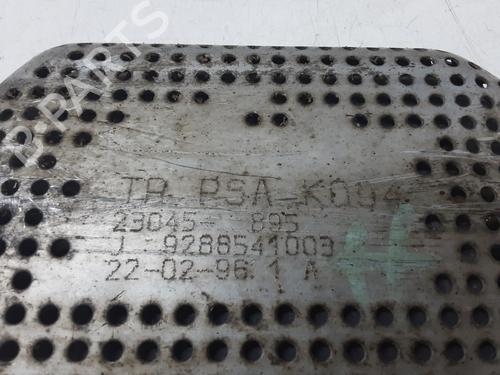 B PARTS
TR PSA K094
23045- 895
J 9288541003
22-02-96 1 A